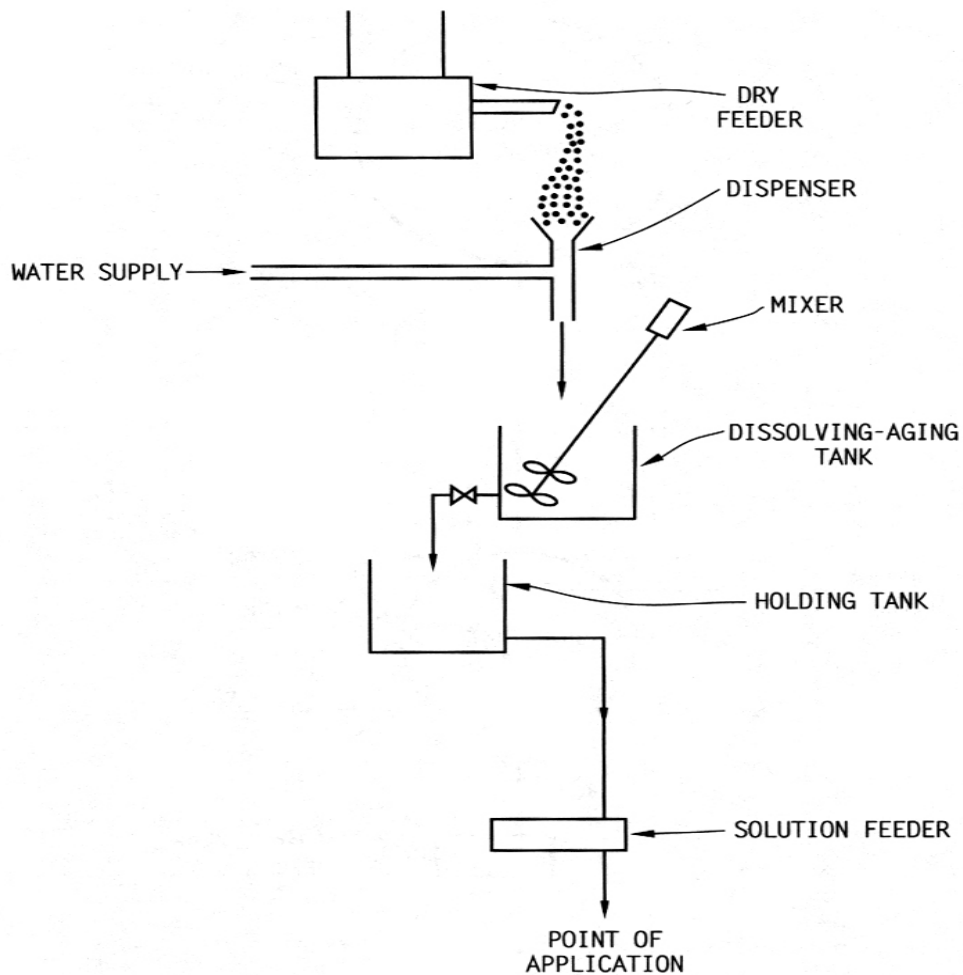 DRY
FEEDER
DISPENSER
WATER SUPPLY
MIXER
DISSOLVING-AGING
TANK
HOLDING TANK
SOLUTION FEEDER
POINT OF
APPLICATION